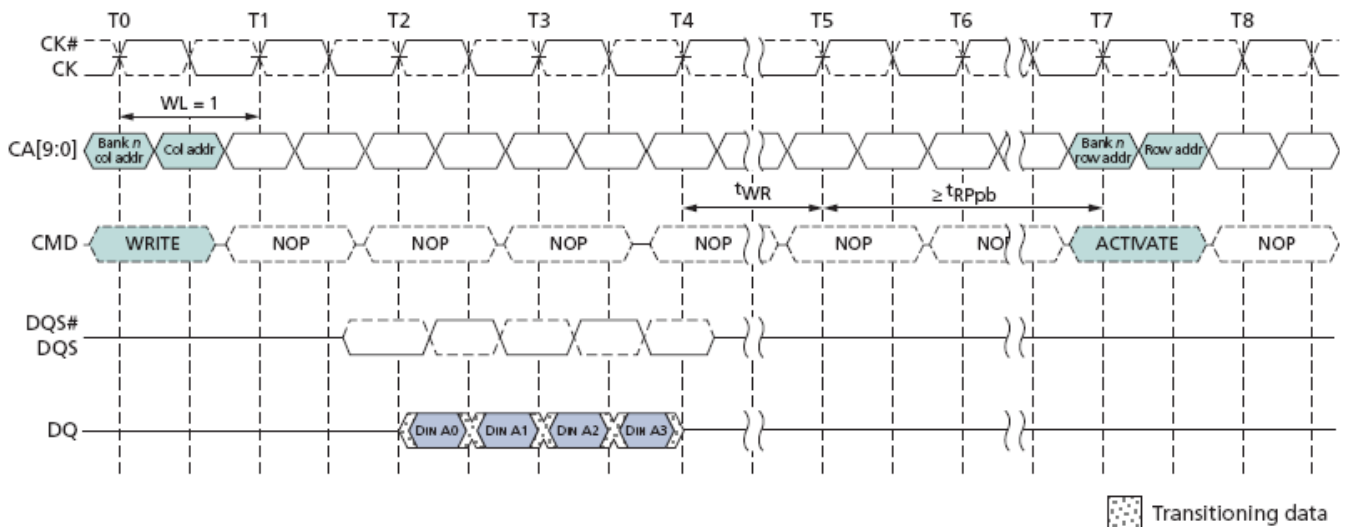 T0 T1 T2 T3 T4 T5 T6 T7 T8
CK#
CK
WL = 1
CA[9:0]
Bank n
col addr
Col addr
Bank n
row addr
Row addr
tWR
≥ tRPpb
CMD
WRITE NOP NOP NOP NOP NOP NOP ACTIVATE NOP
DQS#
DQS
DQ
DIN A0 DIN A1 DIN A2 DIN A3
Transitioning data